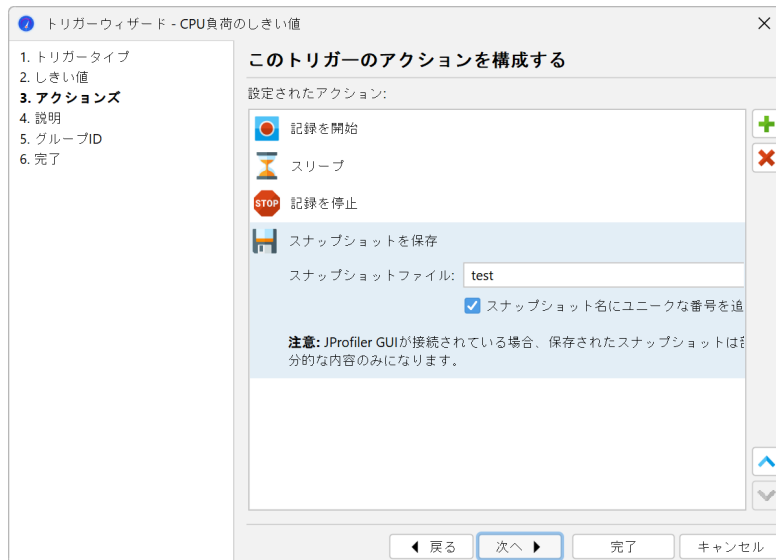 トリガーウィザード - CPU負荷のしきい値
1. トリガータイプ
2. しきい値
3. アクションズ
4. 説明
5. グループID
6. 完了
このトリガーのアクションを構成する
設定されたアクション:
記録を開始
スリープ
STOP 記録を停止
スナップショットを保存
スナップショットファイル: test
スナップショット名にユニークな番号を追
注意: JProfiler GUIが接続されている場合、保存されたスナップショットは
分的な内容のみになります。
戻る 次へ 完了 キャンセル